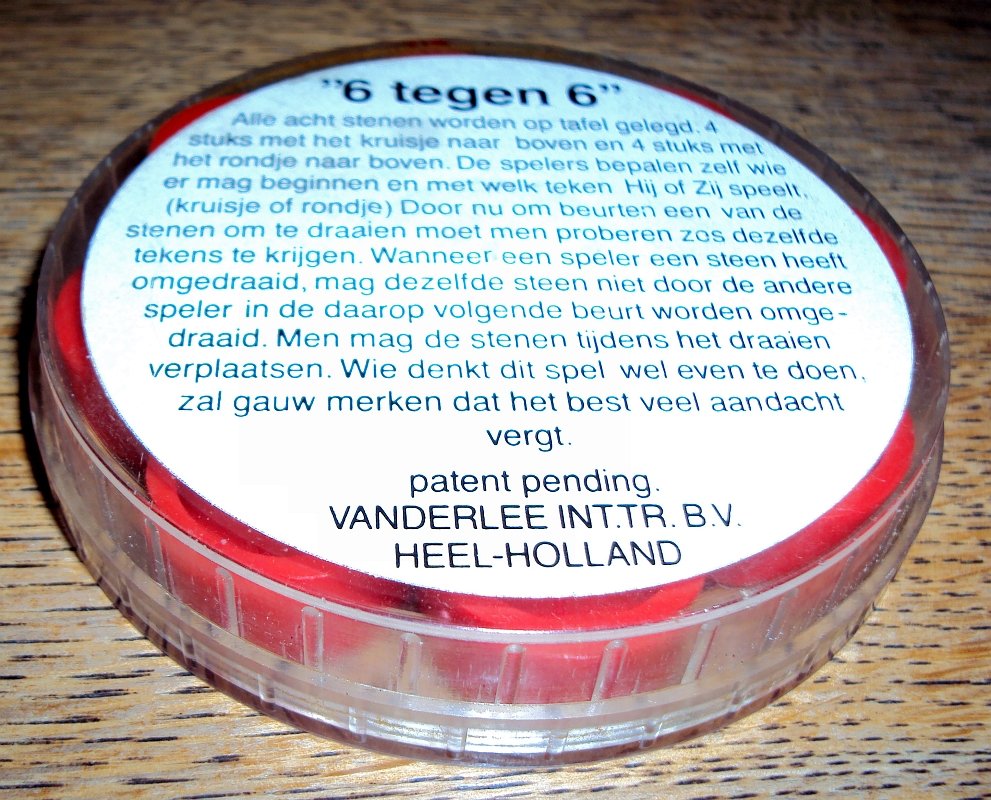 "6 tegen 6"
Alle acht stenen worden op tafel gelegd. 4
stuks met het kruisje naar boven en 4 stuks met
het rondje naar boven. De spelers bepalen zelf wie
er mag beginnen en met welk teken Hij of Zij speelt,
(kruisje of rondje) Door nu om beurten een van de
stenen om te draaien moet men proberen zes dezelfde
tekens te krijgen. Wanneer een speler een steen heeft
omgedraaid, mag dezelfde steen niet door de andere
speler in de daarop volgende beurt worden omge-
draaid. Men mag de stenen tijdens het draaien
verplaatsen. Wie denkt dit spel wel even te doen,
zal gauw merken dat het best veel aandacht
vergt.
patent pending.
VANDERLEE INT.TR. B.V.
HEEL-HOLLAND